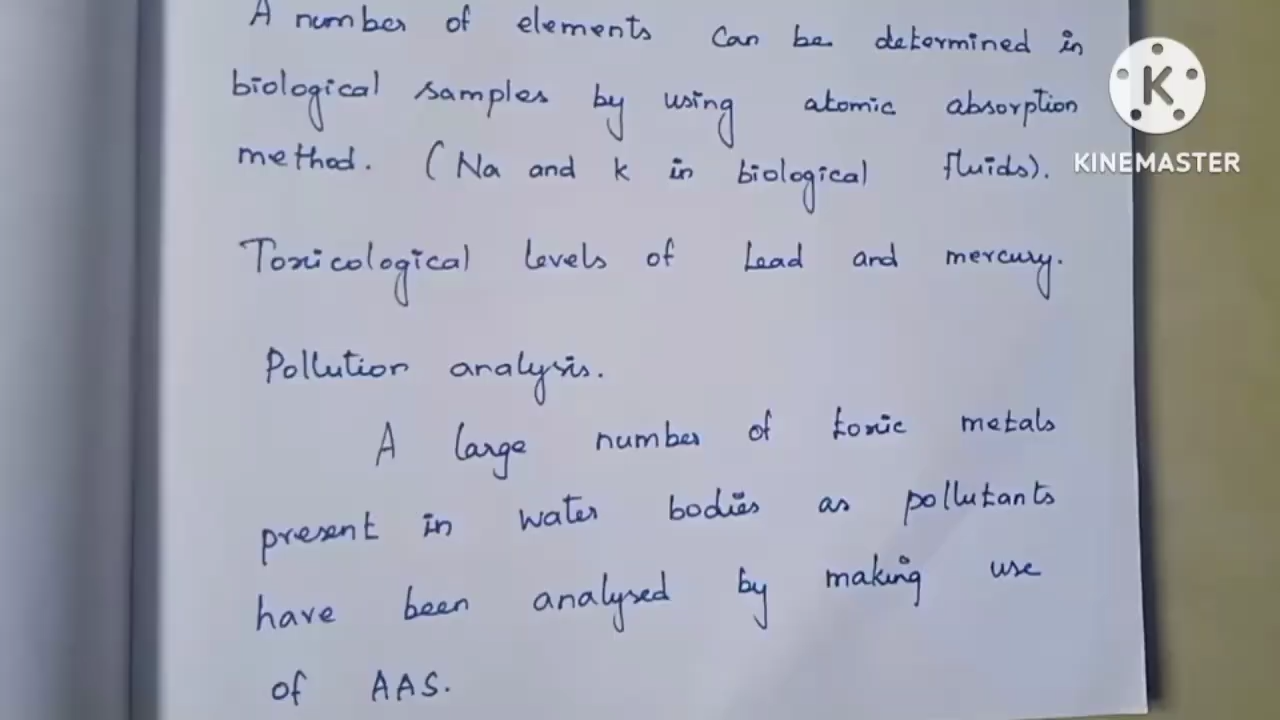 A number of elements can be determined in
biological samples by using atomic absorption
method. (Na and K in biological fluids).
Toxicological levels of Lead and mercury.
Pollution analysis.
A large number of toxic metals
present in water bodies as pollutants
have been analysed by making use
of AAS.
K
KINEMASTER